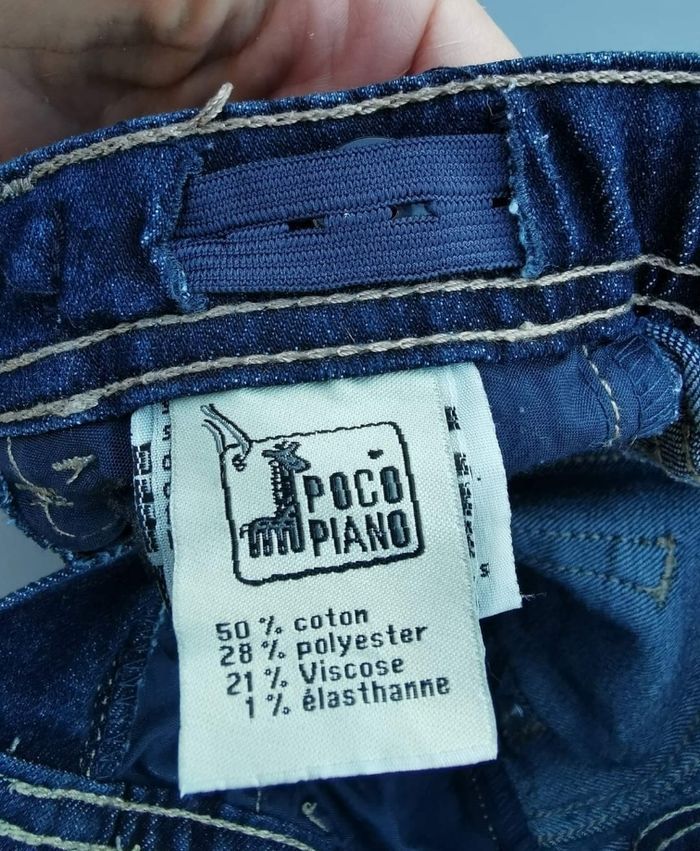 POCO
PIANO
50 % coton
28 % polyester
21 % Viscose
1 % élasthanne